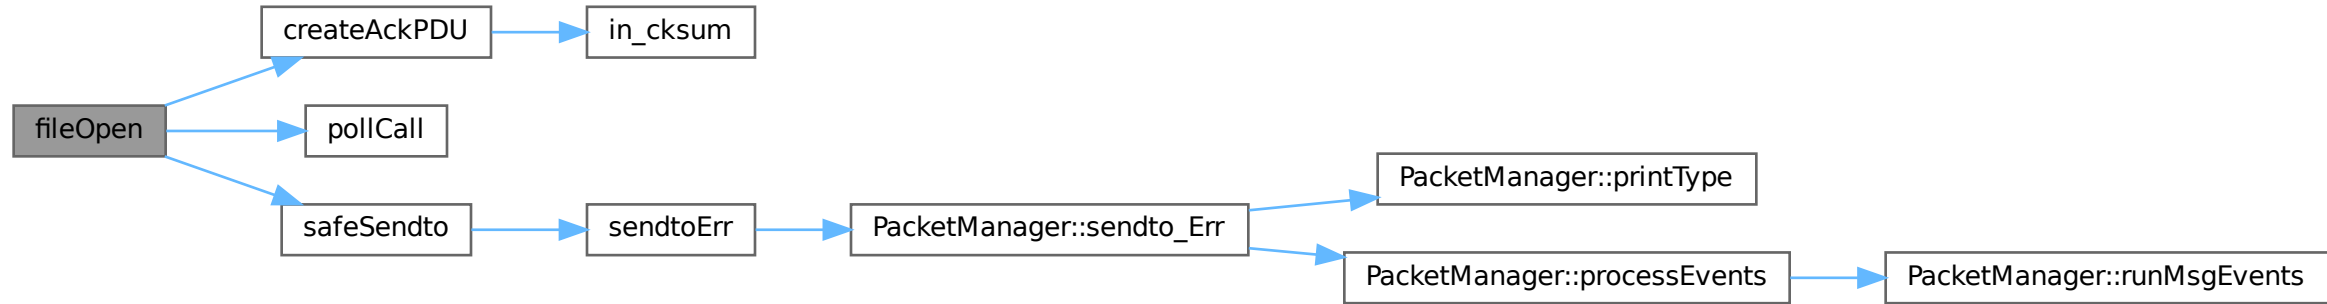 createAckPDU
in_cksum
fileOpen
pollCall
PacketManager::printType
safeSendto
sendtoErr
PacketManager::sendto_Err
PacketManager::processEvents
PacketManager::runMsgEvents